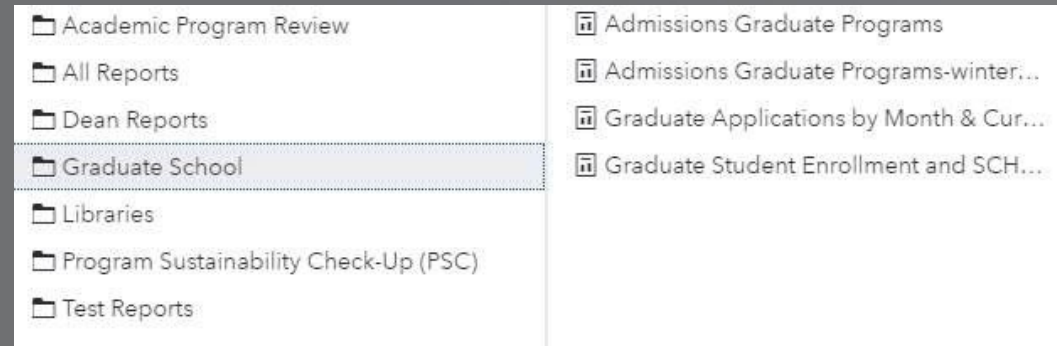 Academic Program Review
All Reports
Dean Reports
Graduate School
Libraries
Program Sustainability Check-Up (PSC)
Test Reports
Admissions Graduate Programs
Admissions Graduate Programs-winter...
Graduate Applications by Month & Cur...
Graduate Student Enrollment and SCH...